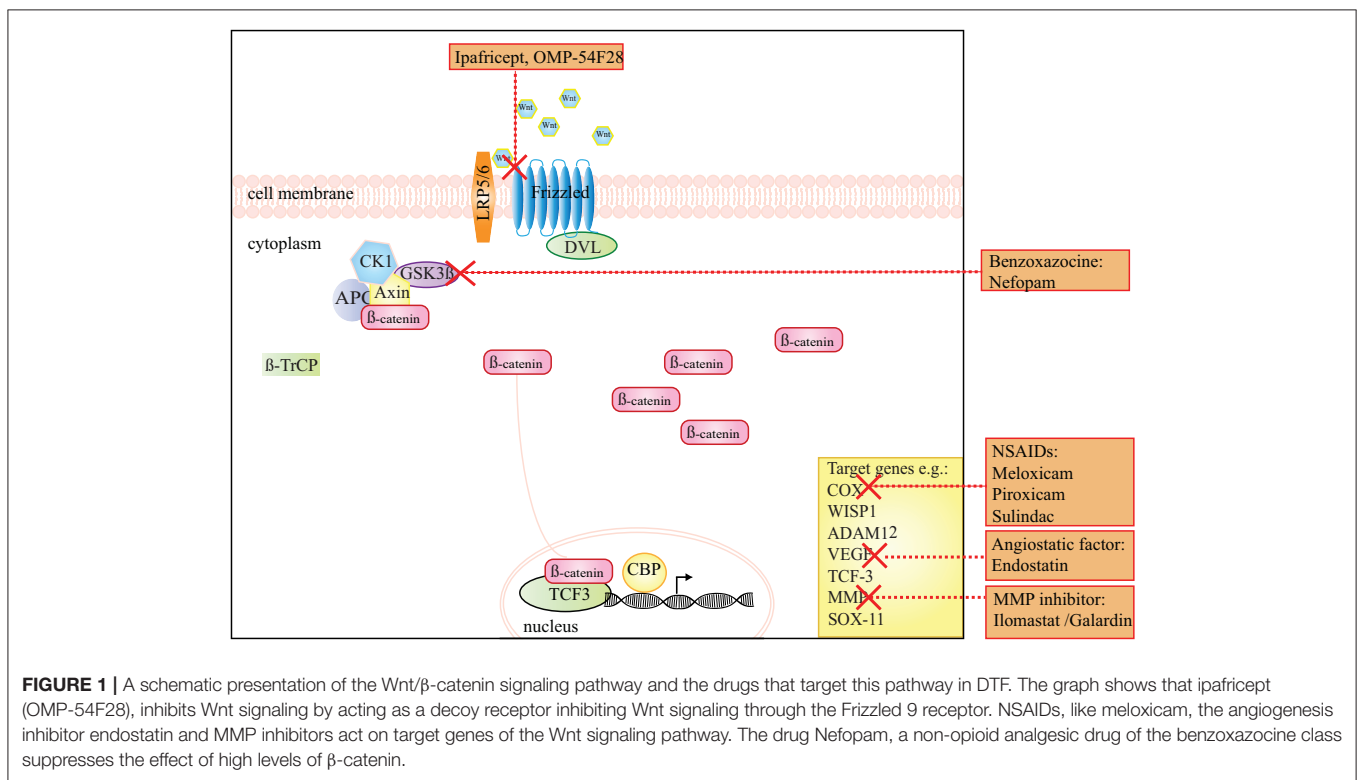 Ipafricept, OMP-54F28
Wnt
Wnt
Wnt
Wnt
Wnt
cell membrane
LRP5/6
Frizzled
cytoplasm
DVL
CK1
GSK3ß
APC
Axin
ß-catenin
Benzoxazocine:
Nefopam
ß-TrCP
ß-catenin
ß-catenin
ß-catenin
ß-catenin
ß-catenin
Target genes e.g.:
COX
WISP1
ADAM12
VEGF
TCF-3
MMP
SOX-11
NSAIDs:
Meloxicam
Piroxicam
Sulindac
Angiostatic factor:
Endostatin
MMP inhibitor:
Ilomastat /Galardin
ß-catenin
CBP
TCF3
nucleus
FIGURE 1 | A schematic presentation of the Wnt/β-catenin signaling pathway and the drugs that target this pathway in DTF. The graph shows that ipafricept
(OMP-54F28), inhibits Wnt signaling by acting as a decoy receptor inhibiting Wnt signaling through the Frizzled 9 receptor. NSAIDs, like meloxicam, the angiogenesis
inhibitor endostatin and MMP inhibitors act on target genes of the Wnt signaling pathway. The drug Nefopam, a non-opioid analgesic drug of the benzoxazocine class
suppresses the effect of high levels of β-catenin.